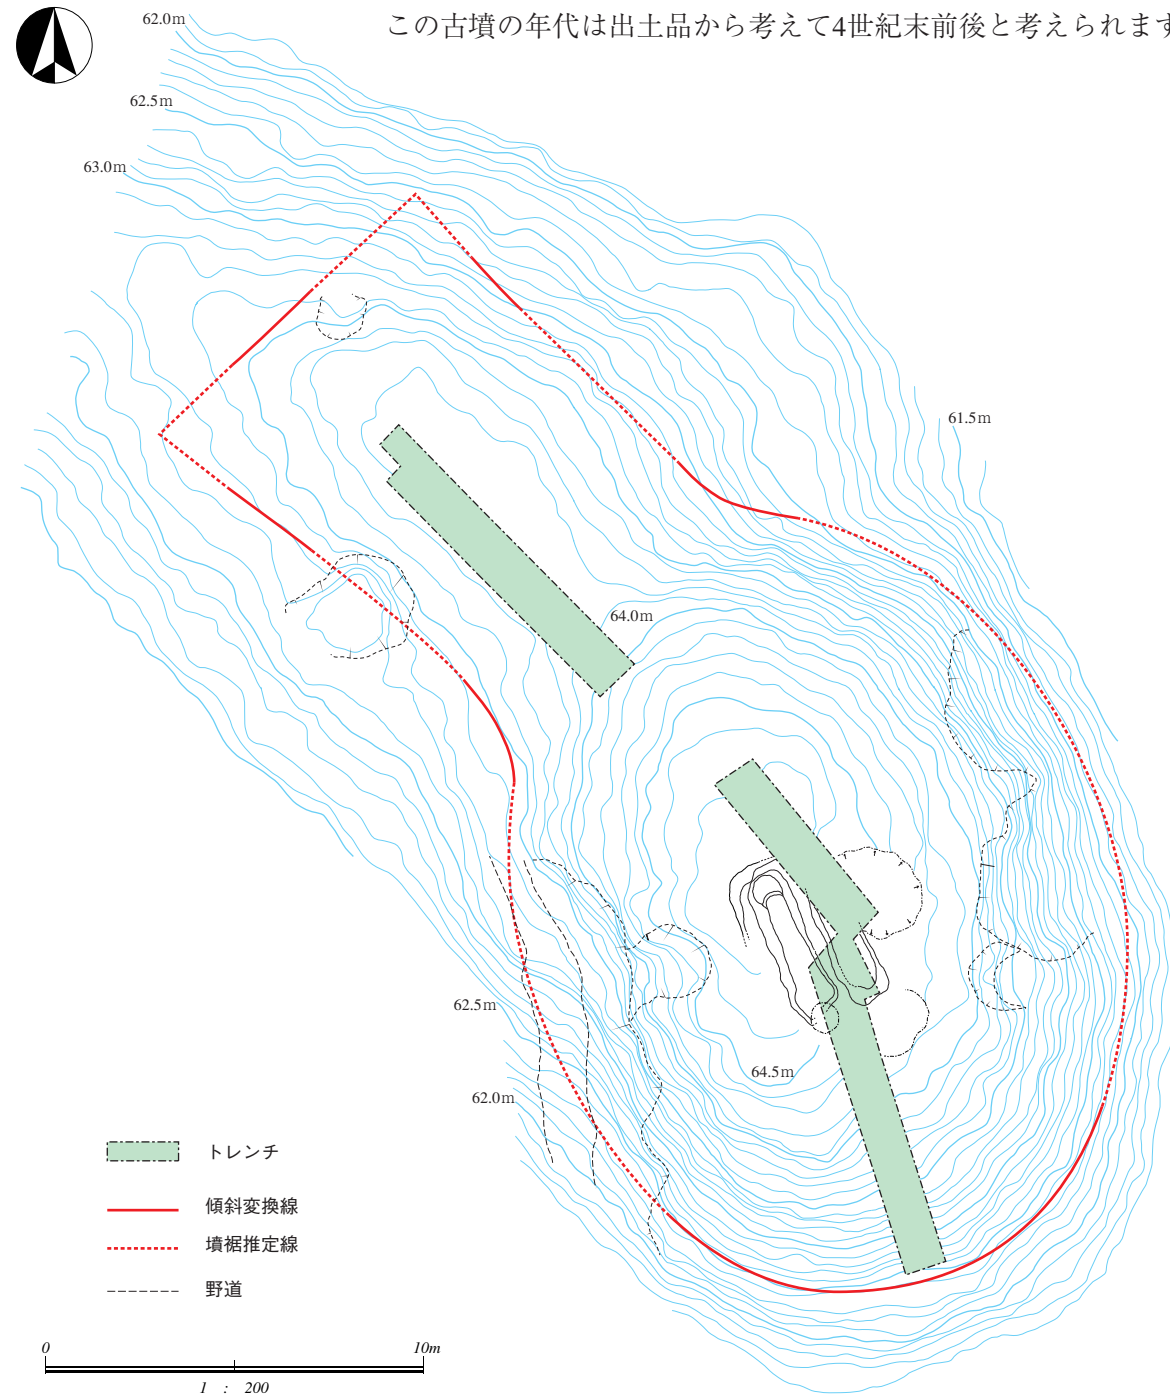 この古墳の年代は出土品から考えて4世紀末前後と考えられます
62.0m
62.5m
63.0m
61.5m
64.0m
62.5m
64.5m
62.0m
トレンチ
傾斜変換線
墳裾推定線
野道
0 10m
1 : 200